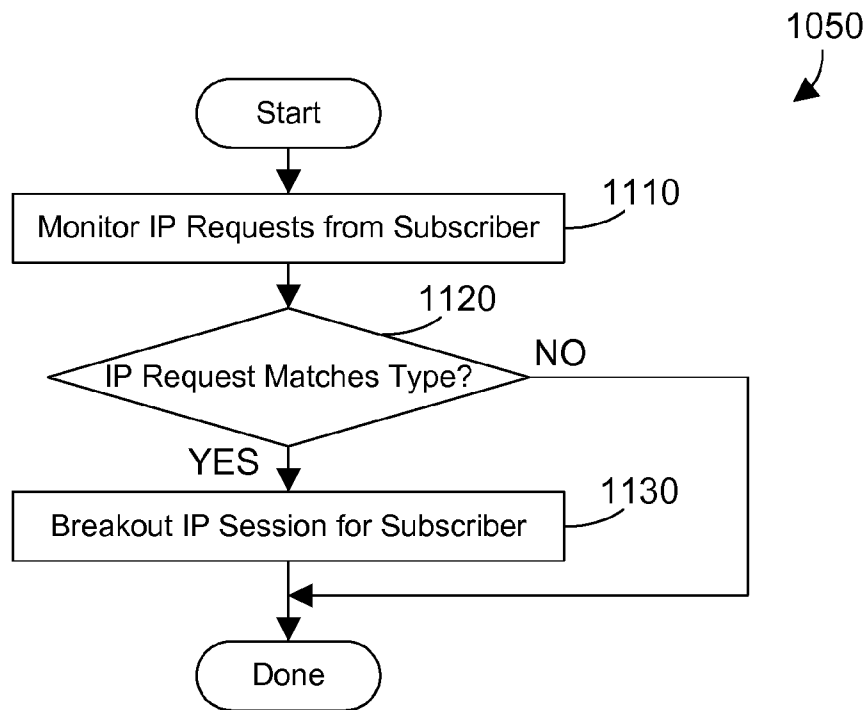 1050
Start
1110
Monitor IP Requests from Subscriber
1120
IP Request Matches Type?
NO
YES
1130
Breakout IP Session for Subscriber
Done